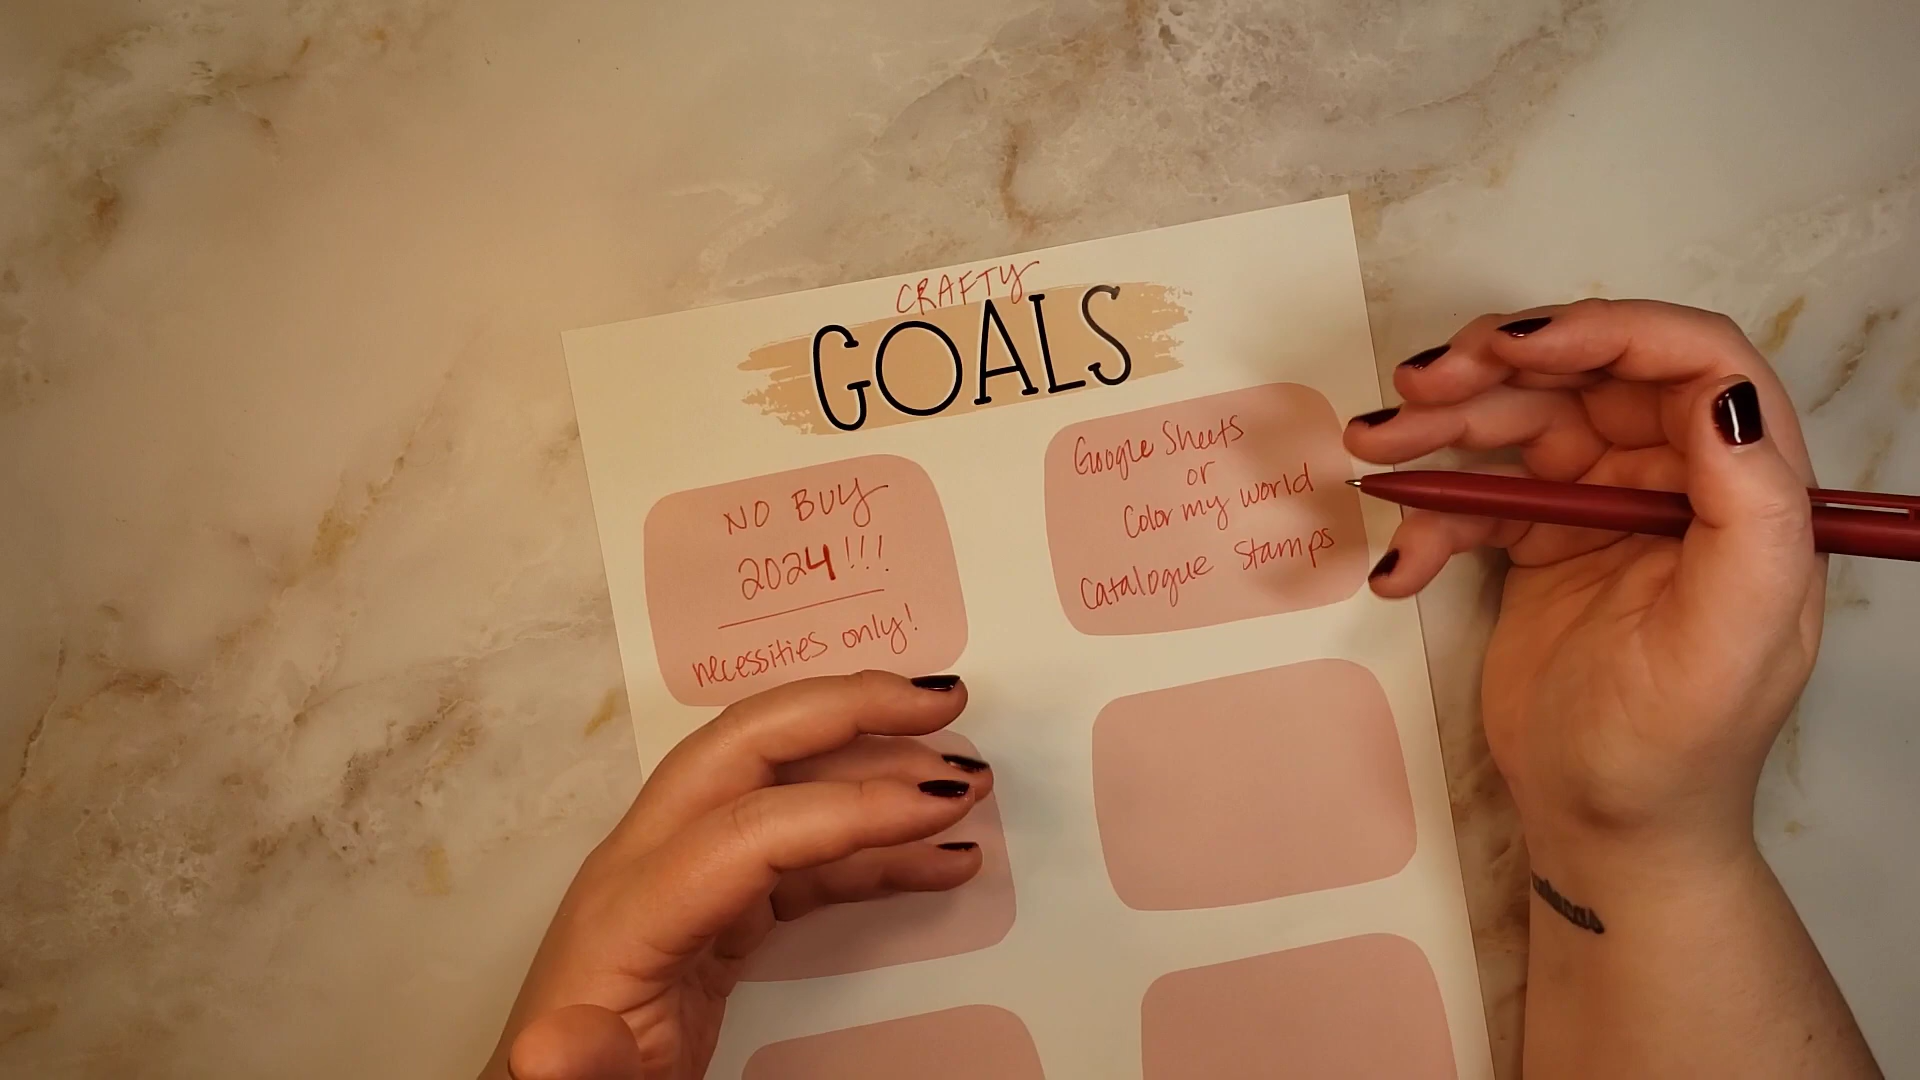 CRAFTY
GOALS
NO BUY
2024!!!
necessities only!
Google Sheets
or
Color my world
Catalogue Stamps